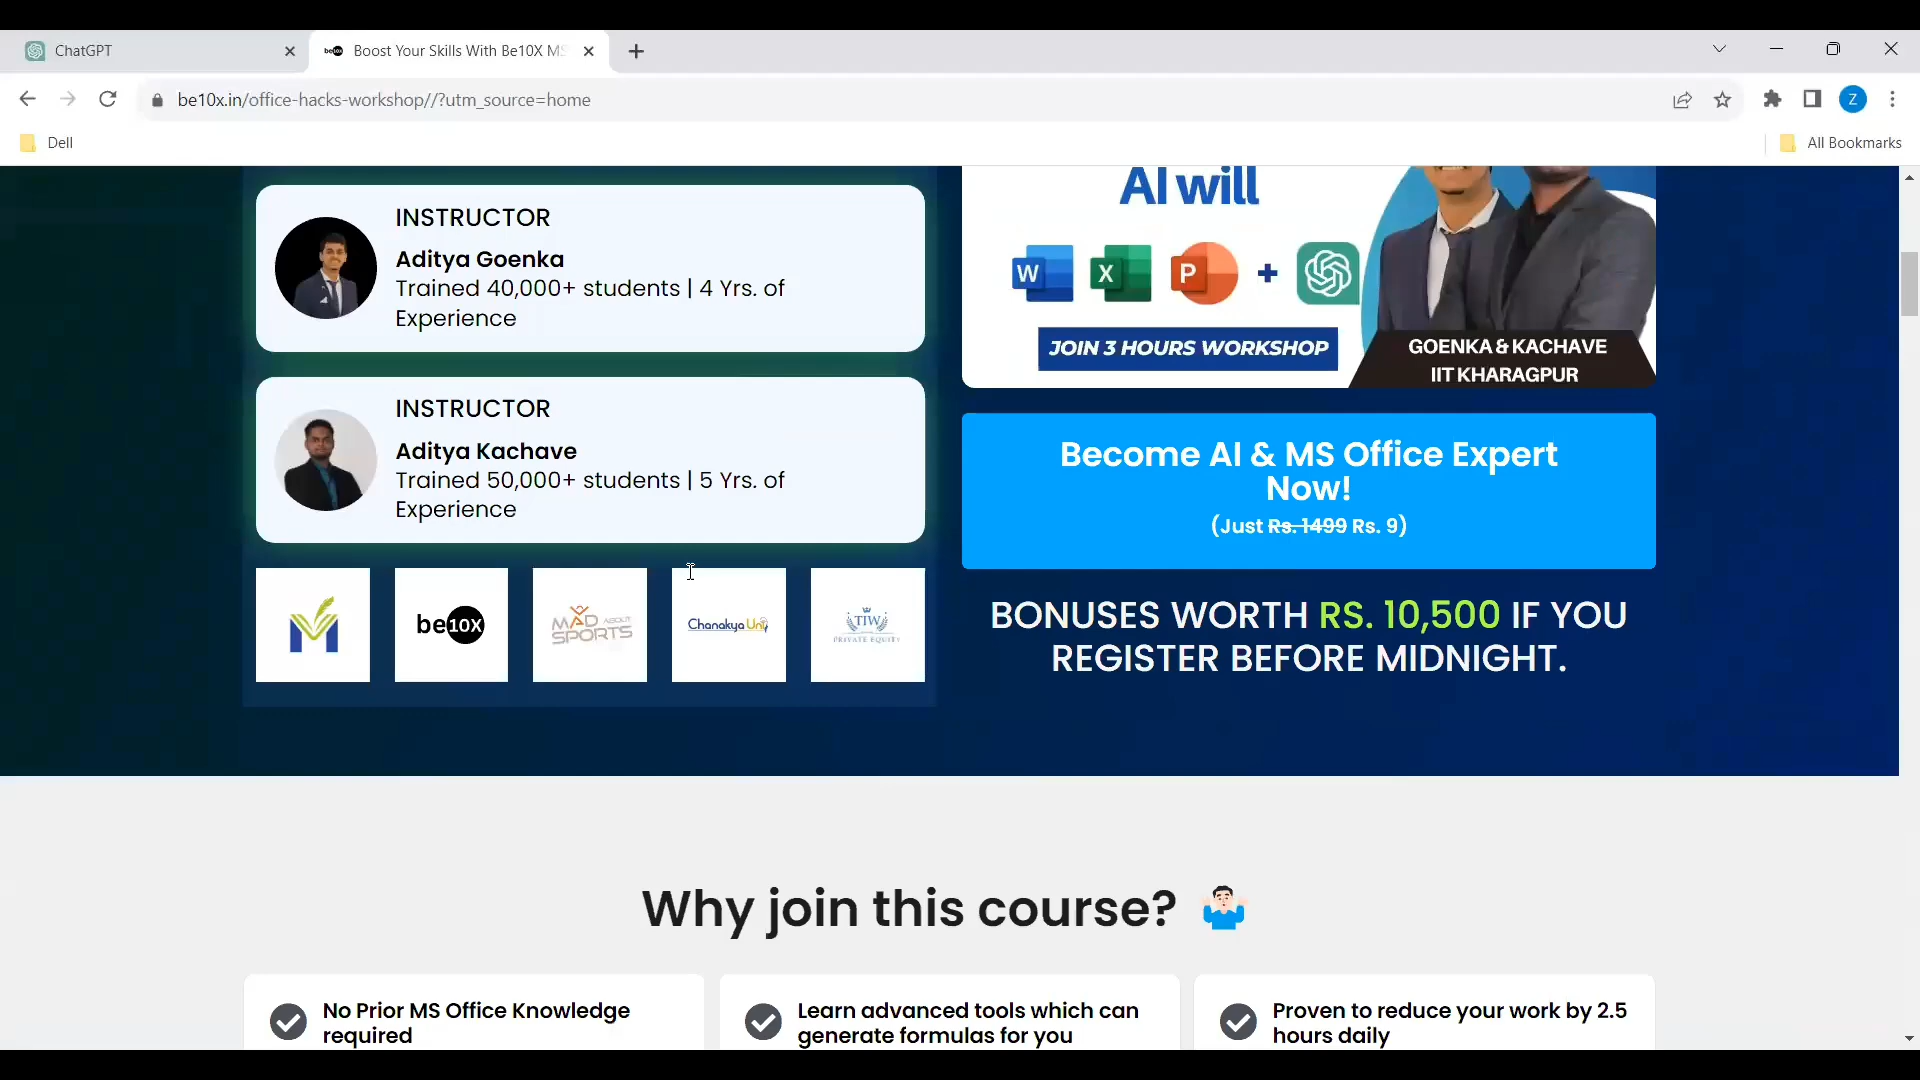 ChatGPT
be10x Boost Your Skills With Be10X MS
be10x.in/office-hacks-workshop//?utm_source=home
Z
Dell
All Bookmarks
INSTRUCTOR
Aditya Goenka
Trained 40,000+ students | 4 Yrs. of
Experience
INSTRUCTOR
Aditya Kachave
Trained 50,000+ students | 5 Yrs. of
Experience
be10X
MAD ABOUT
SPORTS
Chanakya Uni
TIW
PRIVATE EQUITY
AI will
W X P +
JOIN 3 HOURS WORKSHOP
GOENKA & KACHAVE
IIT KHARAGPUR
Become AI & MS Office Expert
Now!
(Just Rs. 1499 Rs. 9)
BONUSES WORTH RS. 10,500 IF YOU
REGISTER BEFORE MIDNIGHT.
Why join this course?
No Prior MS Office Knowledge
required
Learn advanced tools which can
generate formulas for you
Proven to reduce your work by 2.5
hours daily